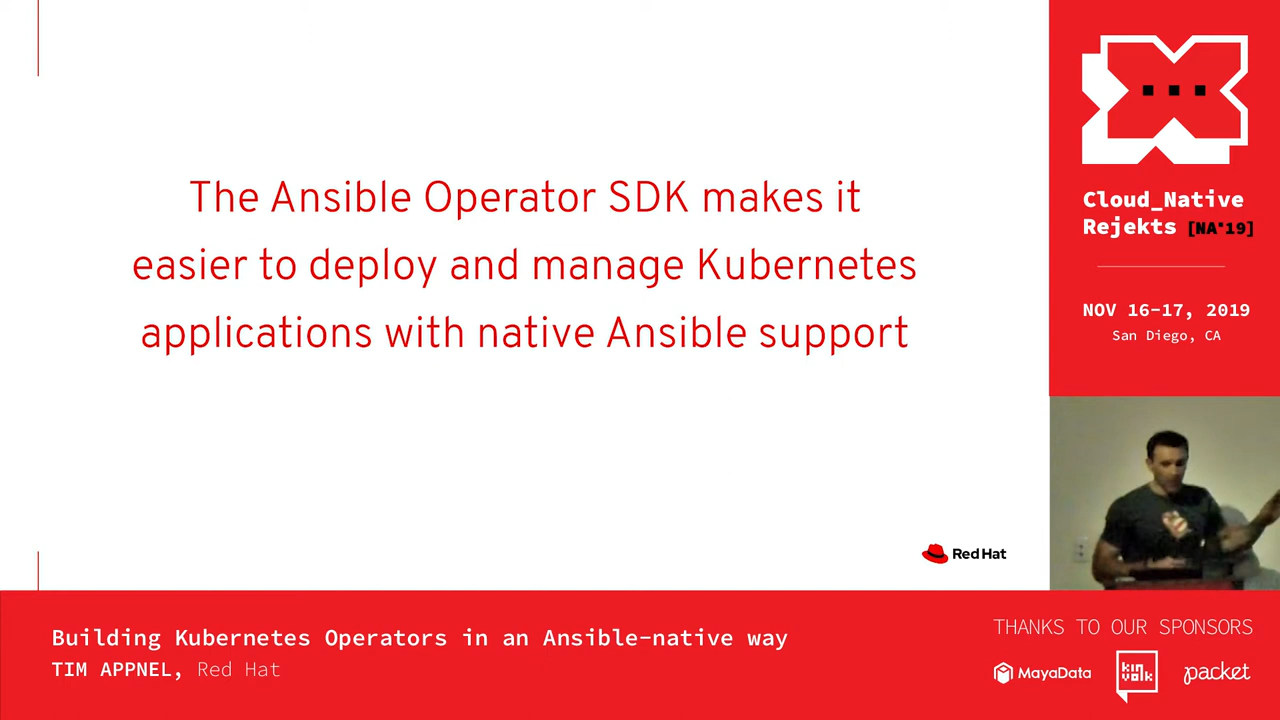 The Ansible Operator SDK makes it
easier to deploy and manage Kubernetes
applications with native Ansible support
Red Hat
Cloud_Native
Rejekts [NA'19]
NOV 16-17, 2019
San Diego, CA
Building Kubernetes Operators in an Ansible-native way
TIM APPNEL, Red Hat
THANKS TO OUR SPONSORS
MayaData
kin
volk
packet